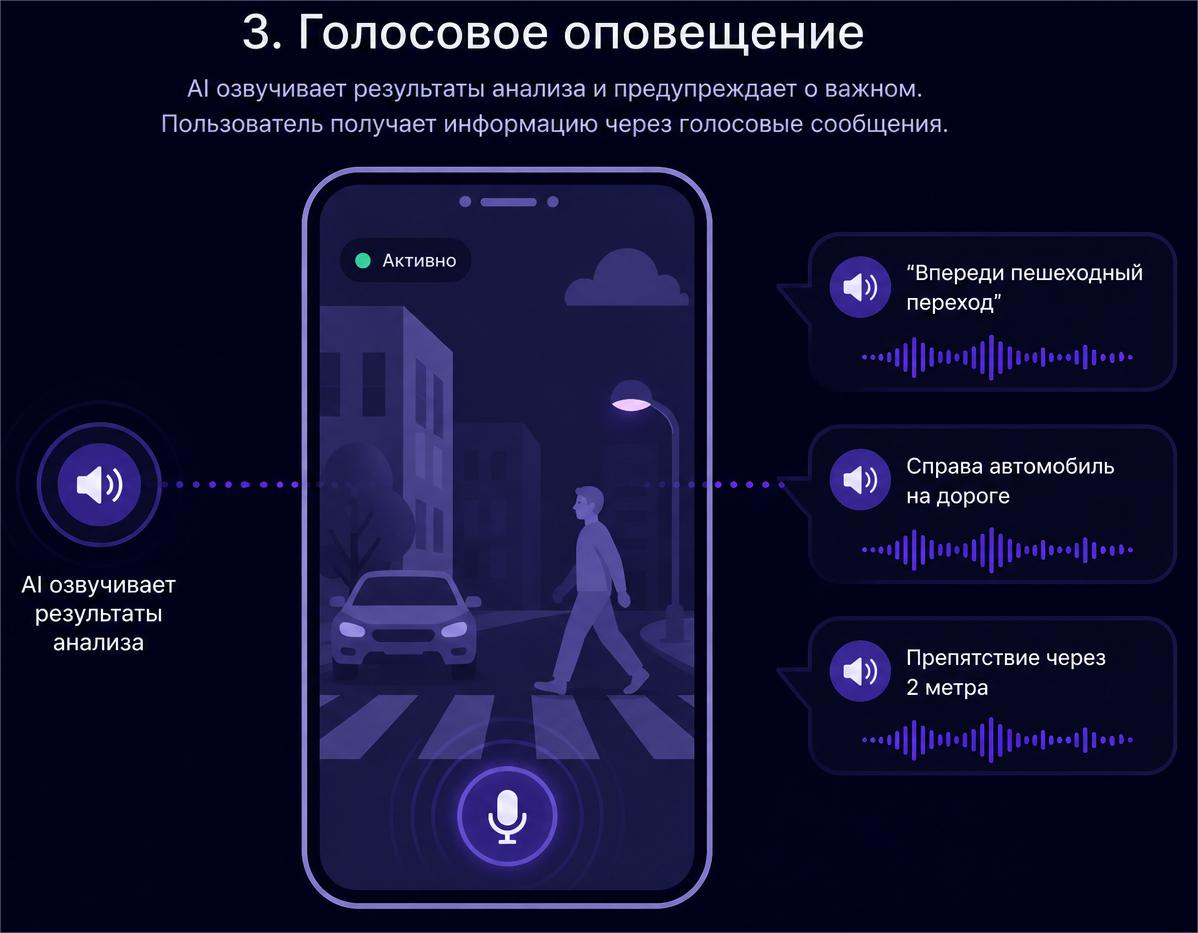 3. Голосовое оповещение
AI озвучивает результаты анализа и предупреждает о важном.
Пользователь получает информацию через голосовые сообщения.
Активно
AI озвучивает
результаты
анализа
“Впереди пешеходный
переход”
Справа автомобиль
на дороге
Препятствие через
2 метра